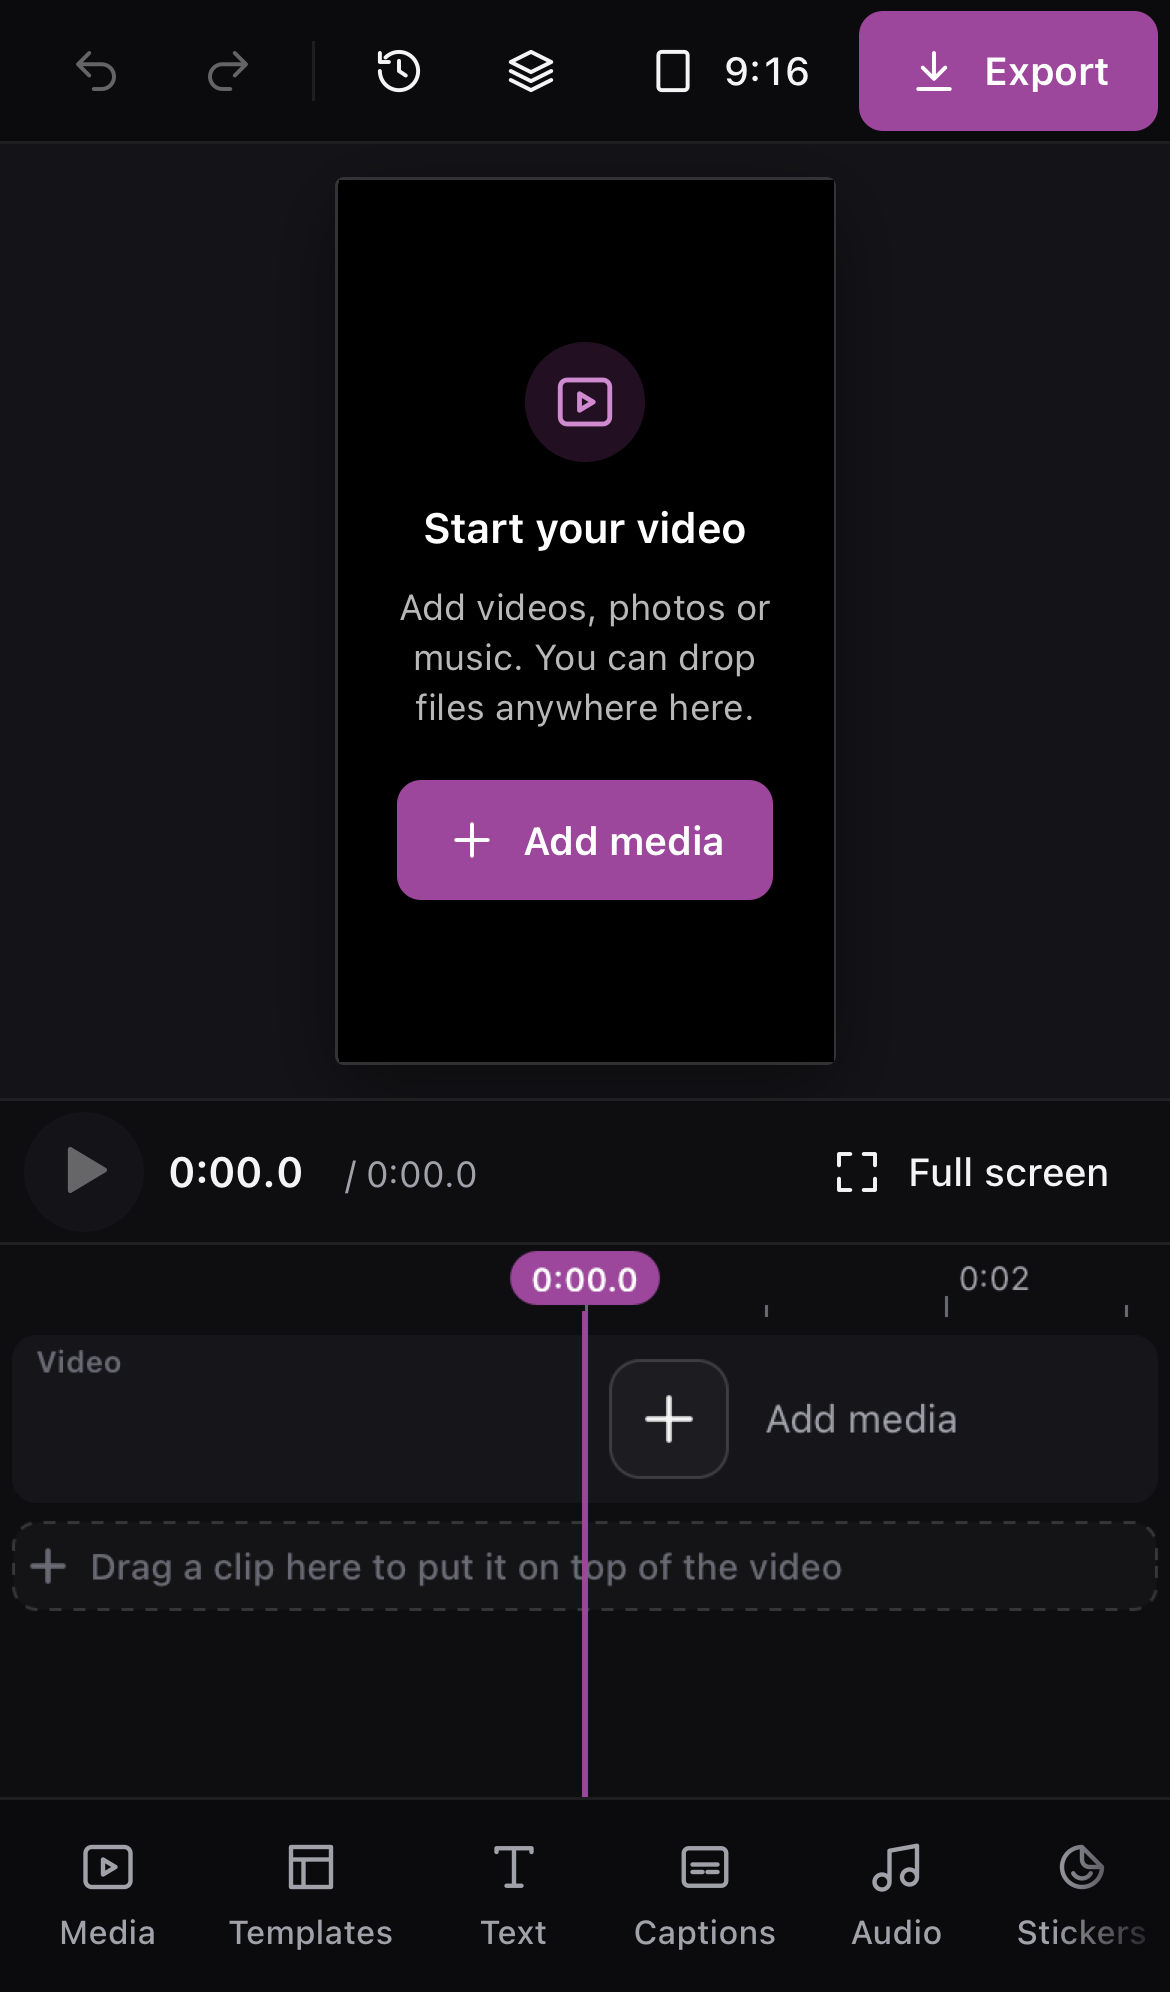 9:16
Export
Start your video
Add videos, photos or
music. You can drop
files anywhere here.
Add media
0:00.0 / 0:00.0
Full screen
0:00.0
0:02
Video
Add media
Drag a clip here to put it on top of the video
Media
Templates
Text
Captions
Audio
Stickers